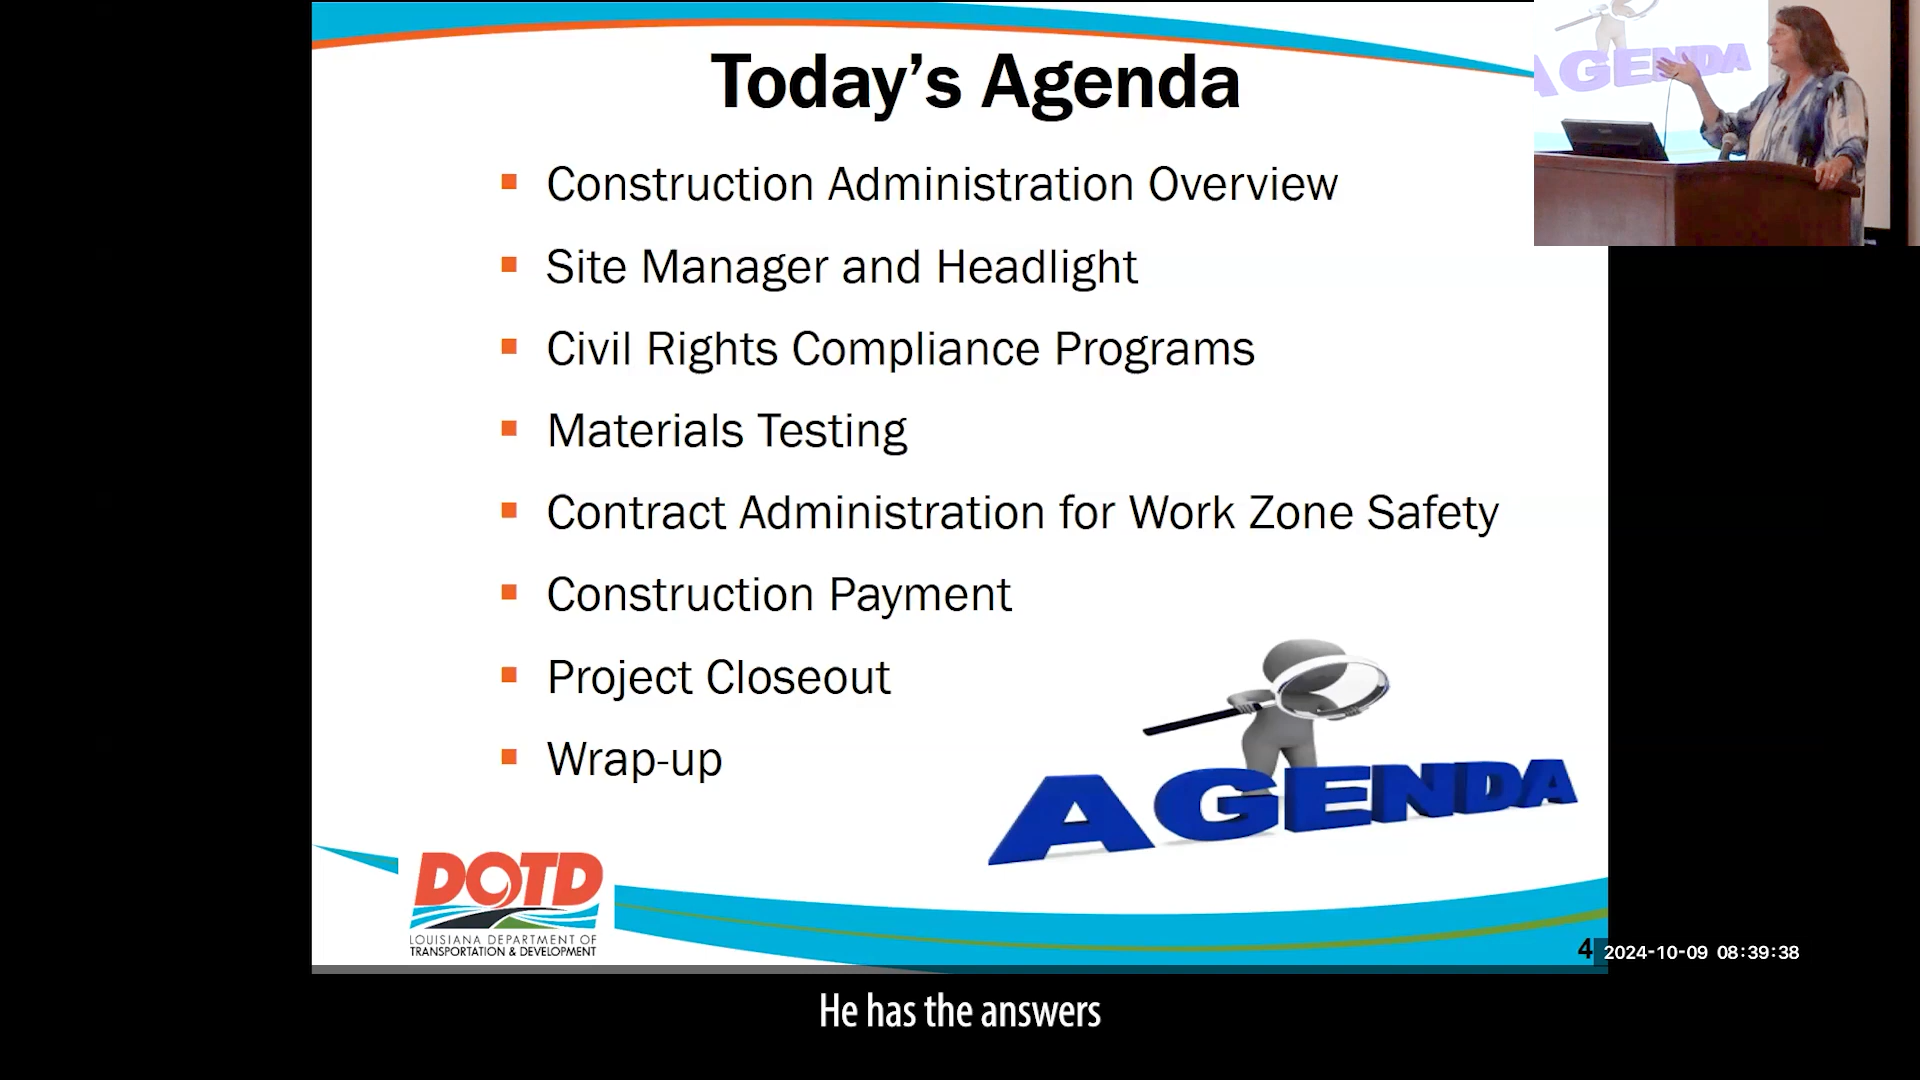 Today's Agenda
Construction Administration Overview
Site Manager and Headlight
Civil Rights Compliance Programs
Materials Testing
Contract Administration for Work Zone Safety
Construction Payment
Project Closeout
Wrap-up
AGENDA
AGENDA
DOTD
LOUISIANA DEPARTMENT OF
TRANSPORTATION & DEVELOPMENT
4
2024-10-09 08:39:38
He has the answers